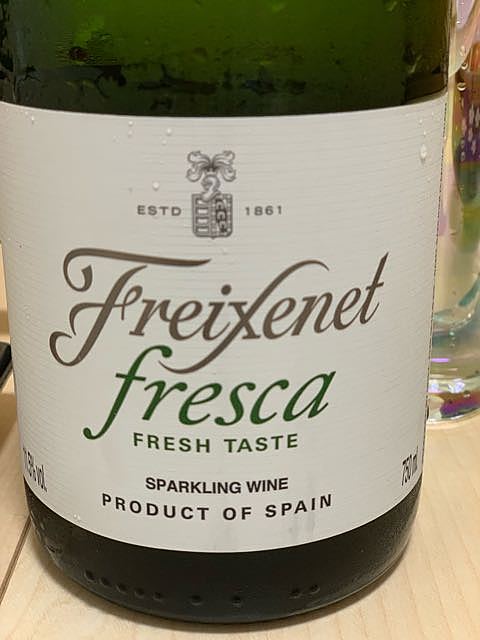 ESTD 1861
Freixenet
fresca
FRESH TASTE
SPARKLING WINE
PRODUCT OF SPAIN
750 ml